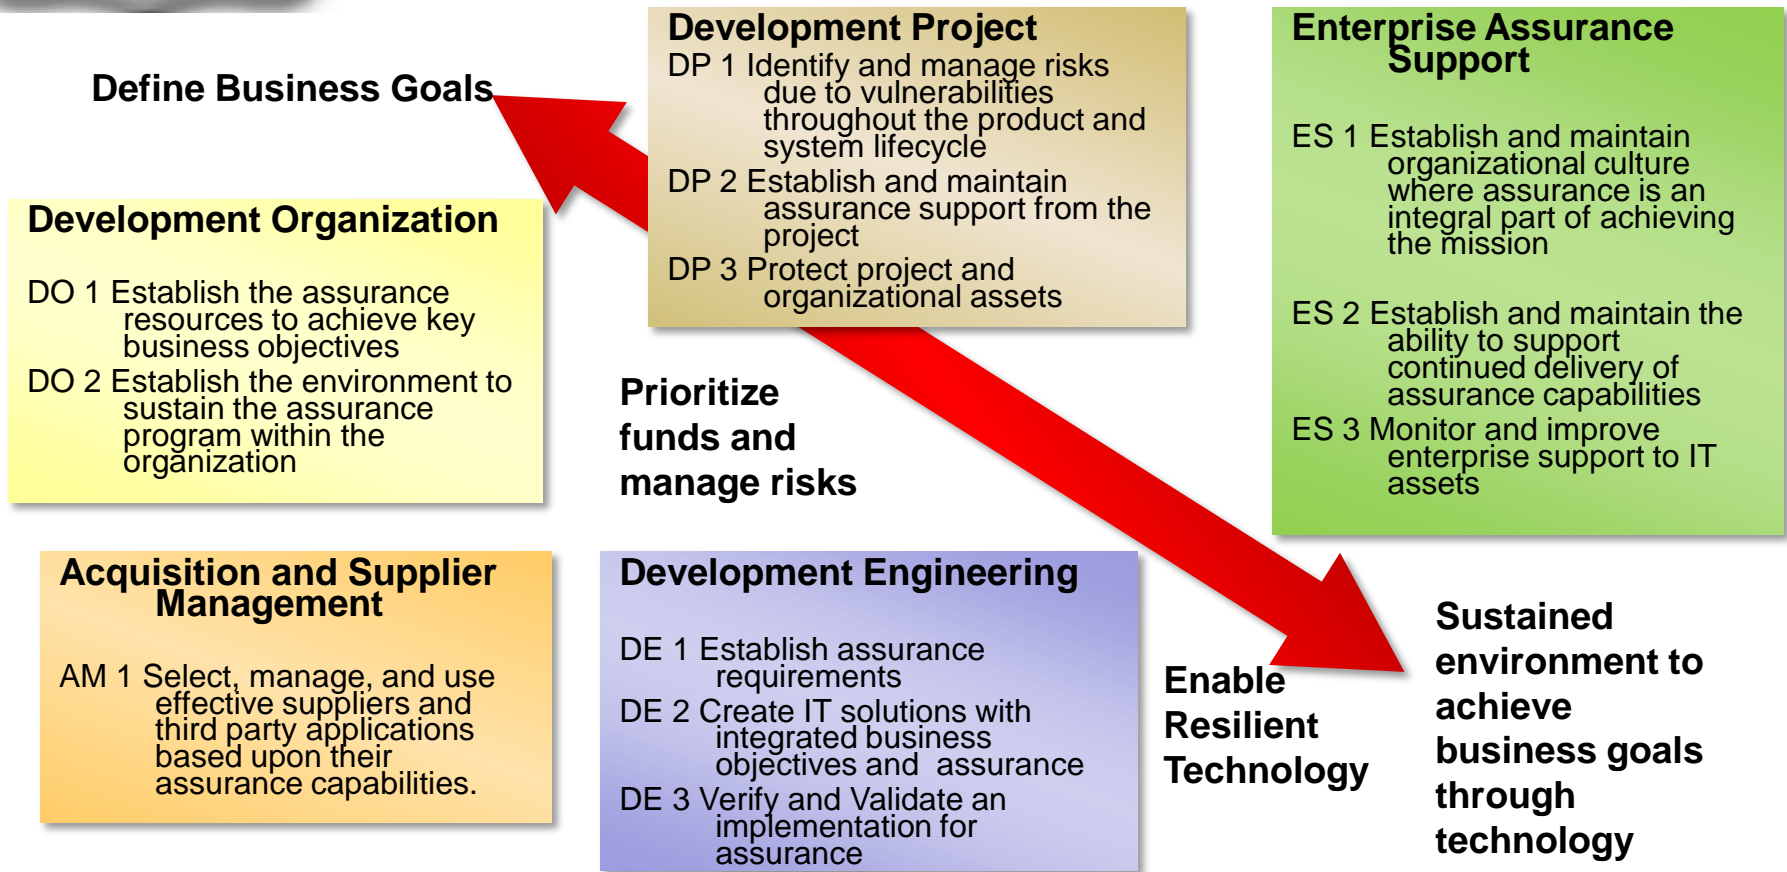 Define Business Goals
Development Project
DP 1 Identify and manage risks
due to vulnerabilities
throughout the product and
system lifecycle
DP 2 Establish and maintain
assurance support from the
project
DP 3 Protect project and
organizational assets
Enterprise Assurance
Support
ES 1 Establish and maintain
organizational culture
where assurance is an
integral part of achieving
the mission
ES 2 Establish and maintain the
ability to support
continued delivery of
assurance capabilities
ES 3 Monitor and improve
enterprise support to IT
assets
Development Organization
DO 1 Establish the assurance
resources to achieve key
business objectives
DO 2 Establish the environment to
sustain the assurance
program within the
organization
Prioritize
funds and
manage risks
Acquisition and Supplier
Management
AM 1 Select, manage, and use
effective suppliers and
third party applications
based upon their
assurance capabilities.
Development Engineering
DE 1 Establish assurance
requirements
DE 2 Create IT solutions with
integrated business
objectives and  assurance
DE 3 Verify and Validate an
implementation for
assurance
Enable
Resilient
Technology
Sustained
environment to
achieve
business goals
through
technology